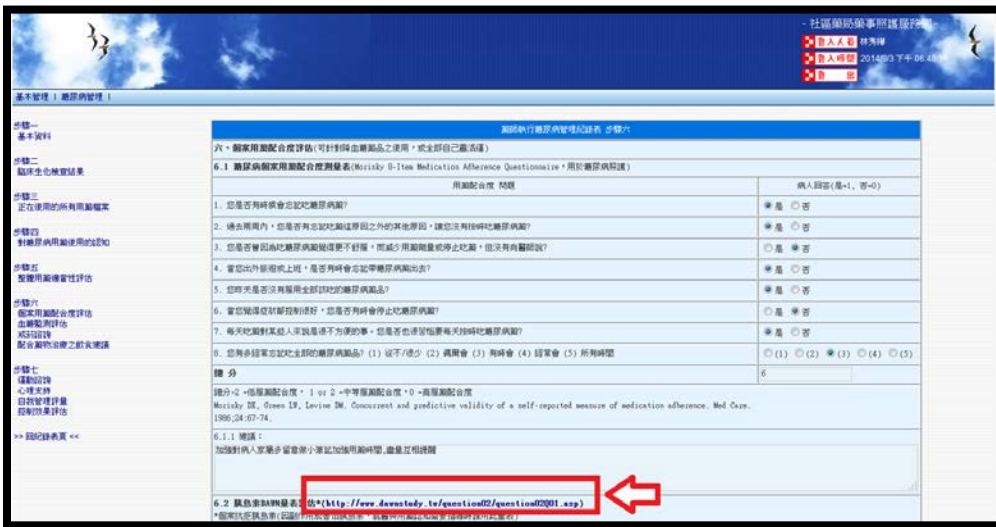 - 社區藥局藥事照護服務
登入人者 林秀
登入時間 2014/9/3 下午 06:48
登 出
基本管理 | 糖尿病管理 |
步驟一
基本資料
步驟二
臨床生化檢查結果
步驟三
正在使用的所有用藥檔案
步驟四
對糖尿病用藥使用的認知
步驟五
整體用藥適當性評估
步驟六
個案用藥配合度評估
血糖監測評估
戒菸諮詢
配合藥物治療之飲食建議
步驟七
運動諮詢
心理支持
自我管理評量
控制效果評估
>> 回紀錄表頁 <<
藥師執行糖尿病管理紀錄表 步驟六
六、個案用藥配合度評估(可針對降血糖藥品之使用,或全部自己靈活運)
6.1 糖尿病個案用藥配合度測量表(Morisky 8-Item Medication Adherence Questionnaire,用於糖尿病照護)
用藥配合度 問題 病人回答(是=1, 否=0)
1. 您是否有時候會忘記吃糖尿病藥? 是 否
2. 過去兩周內,您是否有忘記吃藥這原因之外的其他原因,讓您沒有按時吃糖尿病藥? 是 否
3. 您是否曾因為吃糖尿病藥覺得更不舒服,而減少用藥劑量或停止吃藥,但沒有向醫師說? 是 否
4. 當您出外旅遊或上班,是否有時會忘記帶糖尿病藥出去? 是 否
5. 您昨天是否沒有服用全部該吃的糖尿病藥品? 是 否
6. 當您覺得症狀都控制很好,您是否有時會停止吃糖尿病藥? 是 否
7. 每天吃藥對某些人來說是很不方便的事。您是否也很苦惱要每天按時吃糖尿病藥? 是 否
8. 您有多經常忘記吃全部的糖尿病藥品? (1) 從不/很少 (2) 偶爾會 (3) 有時會 (4) 經常會 (5) 所有時間 (1) (2) (3) (4) (5)
總 分 6
總分>2 =低服藥配合度, 1 or 2 =中等服藥配合度,0 =高服藥配合度
Morisky DE, Green LW, Levine DM. Concurrent and predictive validity of a self-reported measure of medication adherence. Med Care.
1986;24:67-74.
6.1.1 建議:
加強對病人家屬多留意做小筆記加強用藥時間,盡量互相提醒
6.2 胰島素DAWN量表評估*(http://www.dawnstudy.tw/question02/question02Q01.asp)